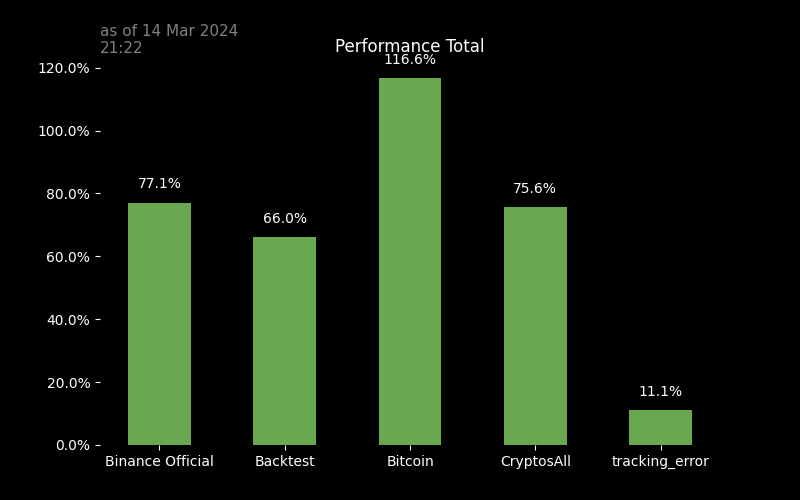 as of 14 Mar 2024
21:22
Performance Total
120.0%
100.0%
80.0%
60.0%
40.0%
20.0%
0.0%
77.1%
66.0%
116.6%
75.6%
11.1%
Binance Official
Backtest
Bitcoin
CryptosAll
tracking_error